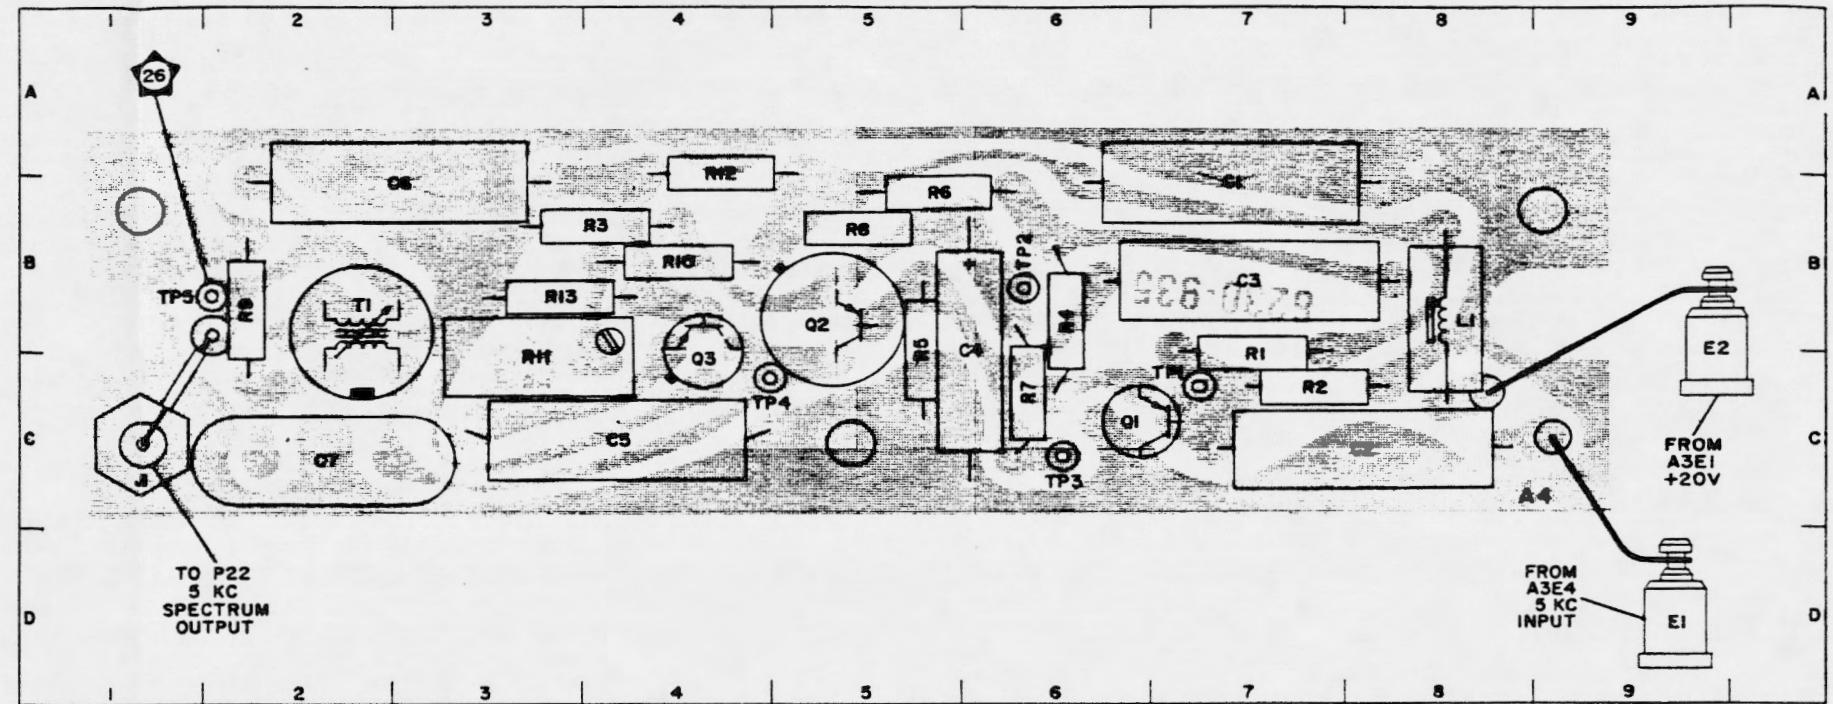 1 2 3 4 5 6 7 8 9
A A
26
C6 R12 C1
R6
R3 R8
B B
R10
TP2
C3
TP5 R9 T1 R13 Q2 R4 L1
62730-935
R11 Q3 R5 C4 R1 E2
TP1 R2
TP4 R7
Q1
C C
C5
C7
J1 TP3
FROM
A3E1
+20V
A4
TO P22
5 KC
SPECTRUM
OUTPUT
FROM
A3E4
5 KC
INPUT
D D
E1
1 2 3 4 5 6 7 8 9